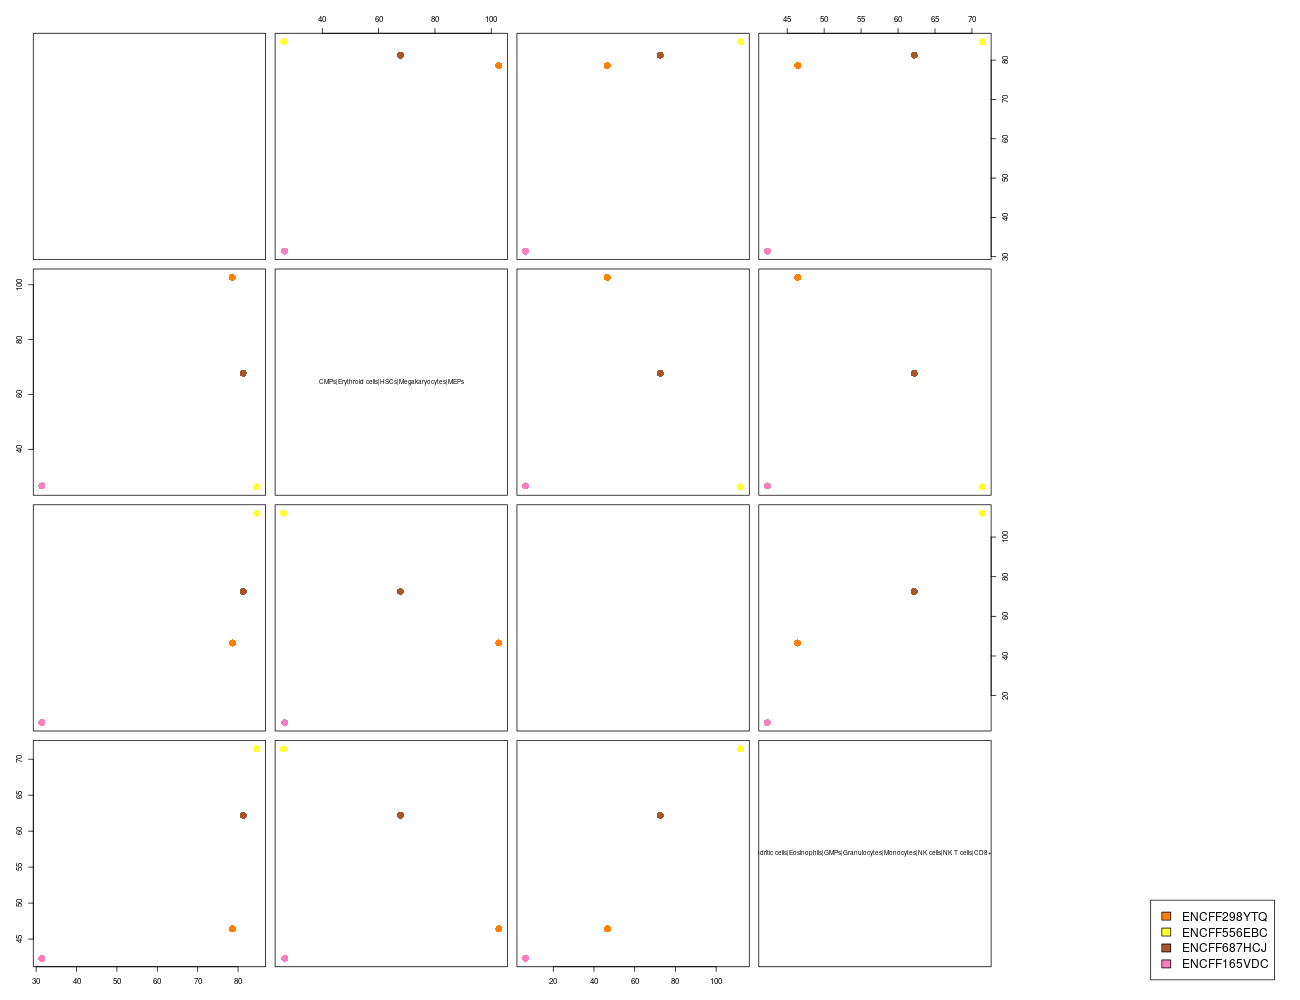 40 60 80 100
45 50 55 60 65 70
30 40 50 60 70 80
40 60 80 100
CMPs|Erythroid cells|HSCs|Megakaryocytes|MEPs
20 40 60 80 100
45 50 55 60 65 70
cells|Eosinophils|GMPs|Granulocytes|Monocytes|NK cells|NK T cells|CD8+
30 40 50 60 70 80
20 40 60 80 100
ENCFF298YTQ
ENCFF556EBC
ENCFF687HCJ
ENCFF165VDC